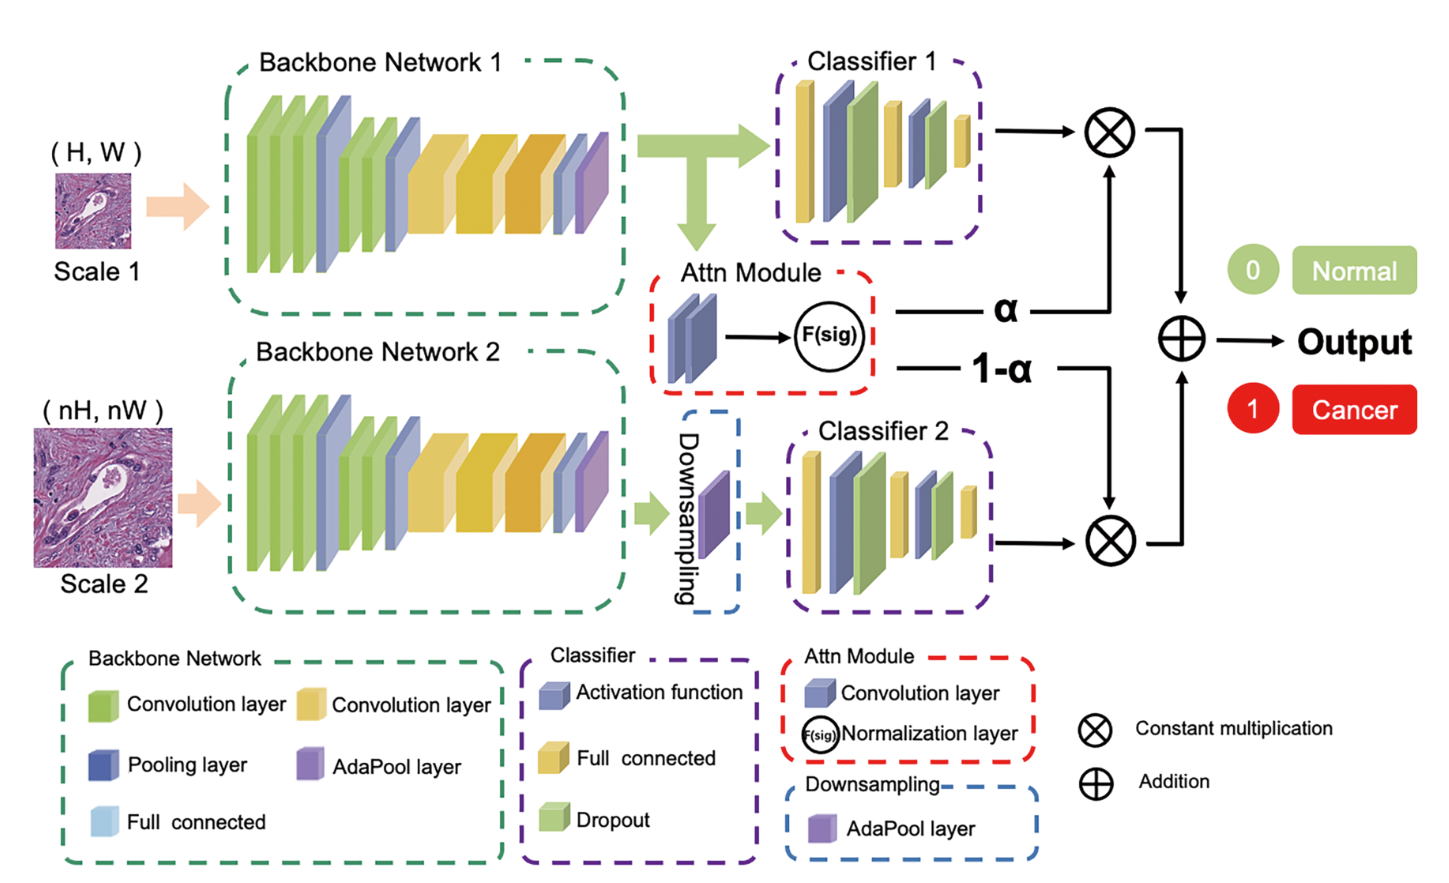 Backbone Network 1
Classifier 1
( H, W )
Scale 1
Attn Module
F(sig)
α
1-α
0
Normal
Output
1
Cancer
Backbone Network 2
( nH, nW )
Scale 2
Downsampling
Classifier 2
Backbone Network
Convolution layer
Convolution layer
Pooling layer
AdaPool layer
Full connected
Classifier
Activation function
Full connected
Dropout
Attn Module
Convolution layer
F(sig)
Normalization layer
Downsampling
AdaPool layer
Constant multiplication
Addition